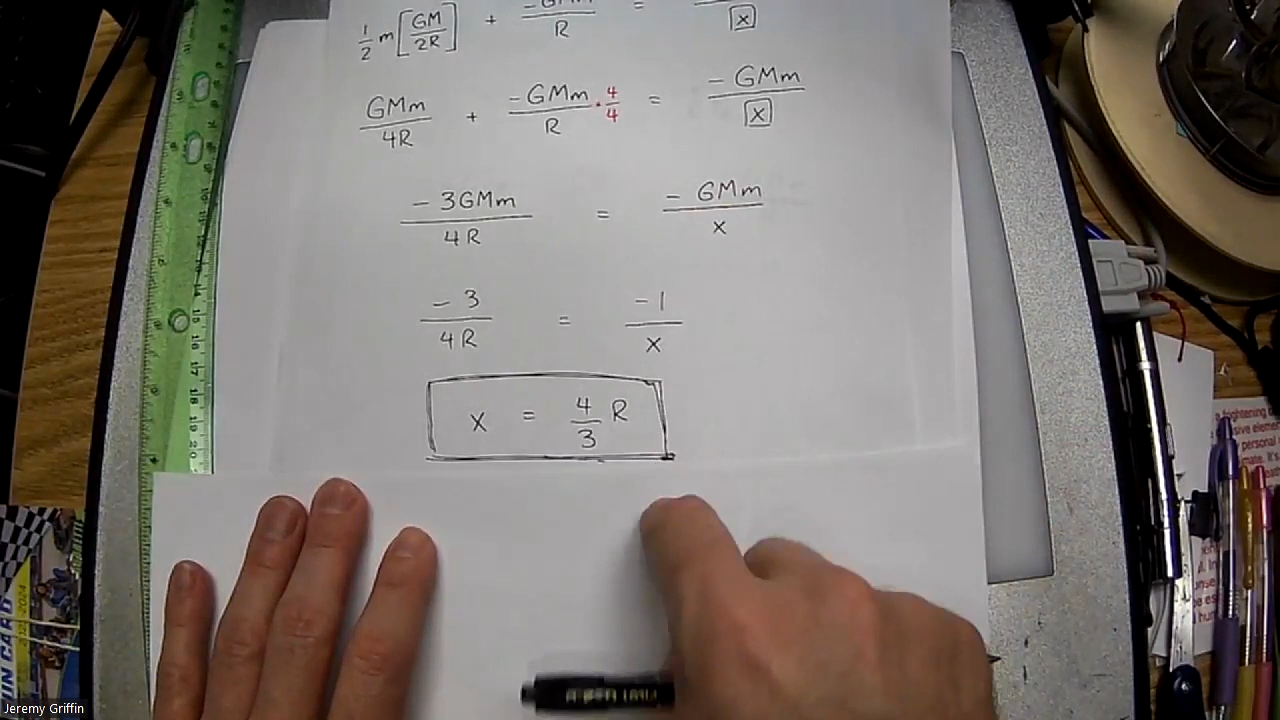 1/2 m[GM/2R] + -GMm/R = x
GMm/4R + -GMm/R · 4/4 = -GMm/x
-3GMm/4R = -GMm/x
-3/4R = -1/x
x = 4/3 R
Jeremy Griffin